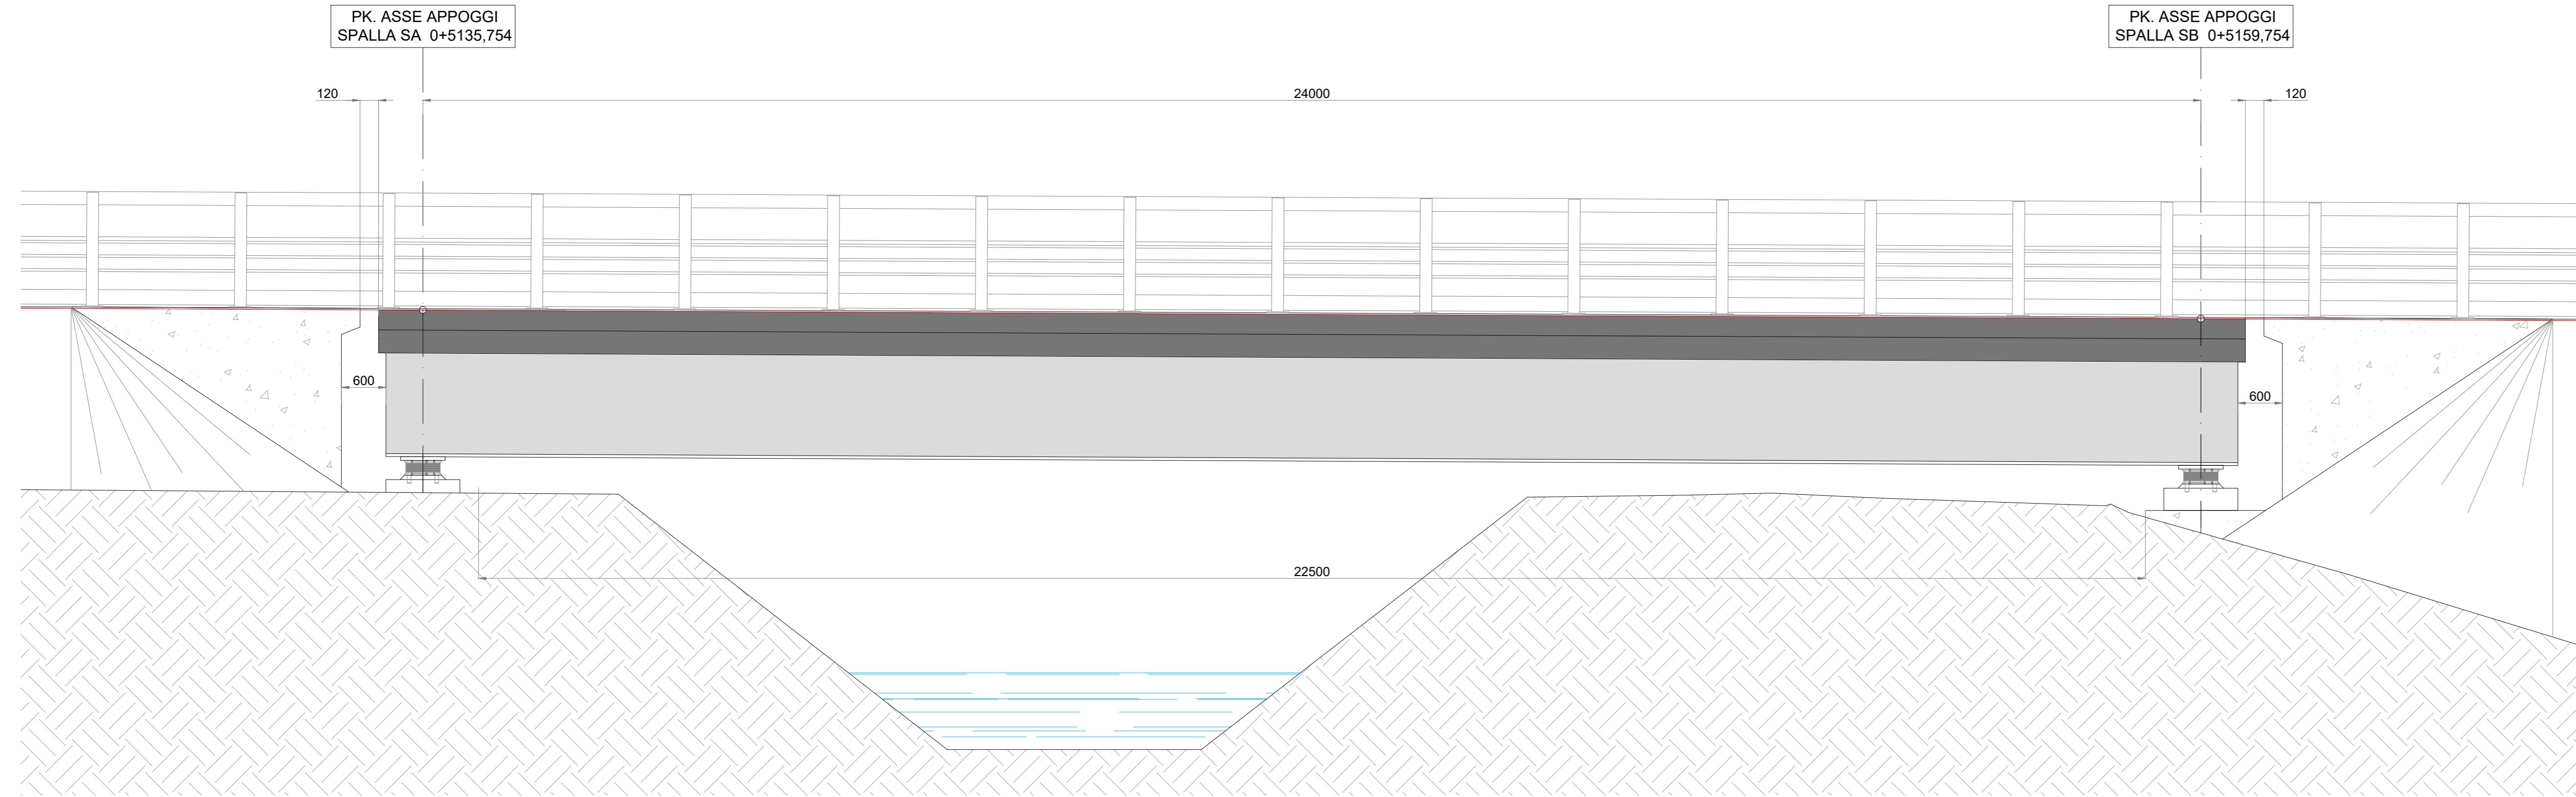 PK. ASSE APPOGGI
SPALLA SA 0+5135,754
PK. ASSE APPOGGI
SPALLA SB 0+5159,754
120
24000
120
600
600
22500